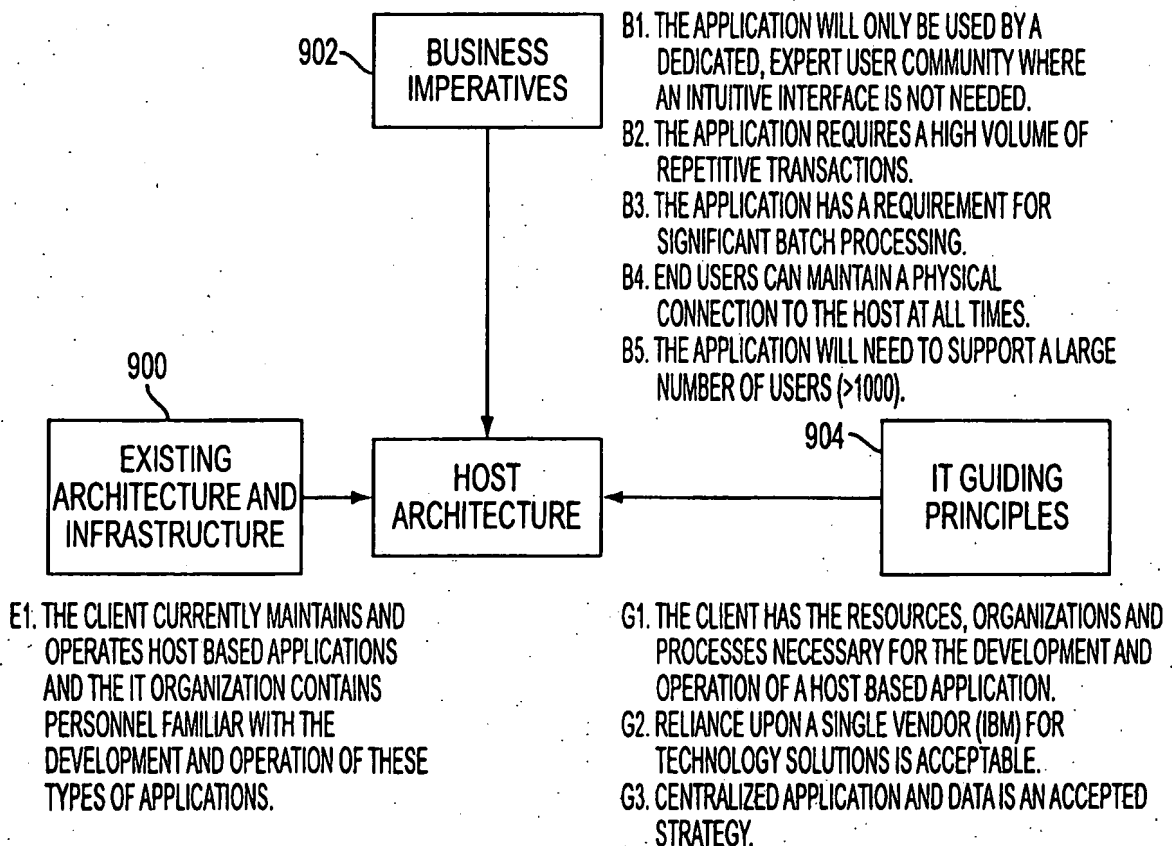 902
BUSINESS
IMPERATIVES
B1. THE APPLICATION WILL ONLY BE USED BY A
DEDICATED, EXPERT USER COMMUNITY WHERE
AN INTUITIVE INTERFACE IS NOT NEEDED.
B2. THE APPLICATION REQUIRES A HIGH VOLUME OF
REPETITIVE TRANSACTIONS.
B3. THE APPLICATION HAS A REQUIREMENT FOR
SIGNIFICANT BATCH PROCESSING.
B4. END USERS CAN MAINTAIN A PHYSICAL
CONNECTION TO THE HOST AT ALL TIMES.
B5. THE APPLICATION WILL NEED TO SUPPORT A LARGE
NUMBER OF USERS (>1000).
900
EXISTING
ARCHITECTURE AND
INFRASTRUCTURE
HOST
ARCHITECTURE
904
IT GUIDING
PRINCIPLES
E1. THE CLIENT CURRENTLY MAINTAINS AND
OPERATES HOST BASED APPLICATIONS
AND THE IT ORGANIZATION CONTAINS
PERSONNEL FAMILIAR WITH THE
DEVELOPMENT AND OPERATION OF THESE
TYPES OF APPLICATIONS.
G1. THE CLIENT HAS THE RESOURCES, ORGANIZATIONS AND
PROCESSES NECESSARY FOR THE DEVELOPMENT AND
OPERATION OF A HOST BASED APPLICATION.
G2. RELIANCE UPON A SINGLE VENDOR (IBM) FOR
TECHNOLOGY SOLUTIONS IS ACCEPTABLE.
G3. CENTRALIZED APPLICATION AND DATA IS AN ACCEPTED
STRATEGY.